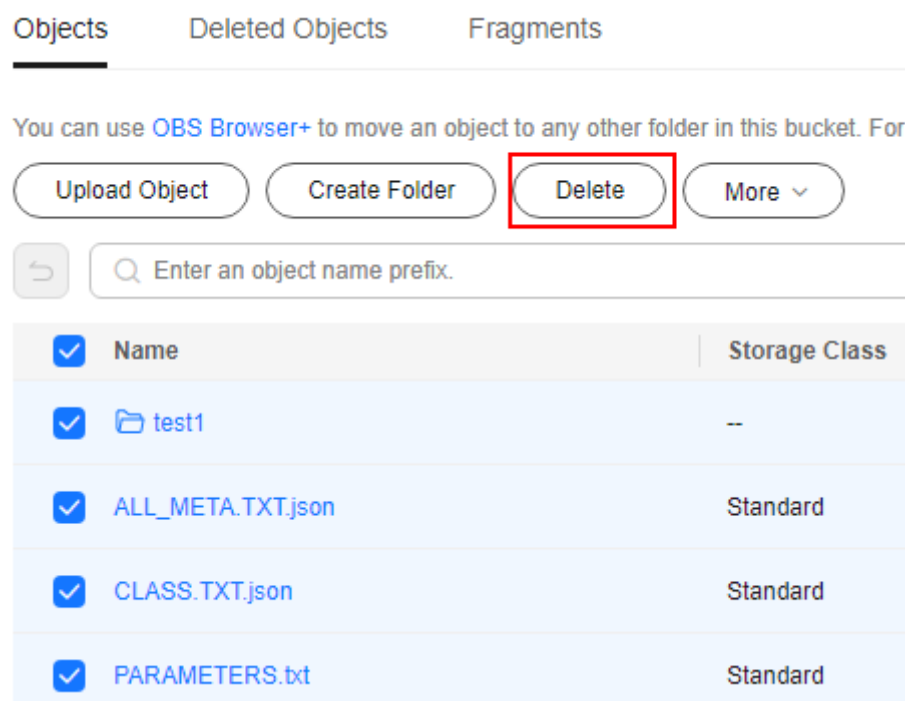 Objects Deleted Objects Fragments
You can use OBS Browser+ to move an object to any other folder in this bucket. For
Upload Object Create Folder Delete More
Enter an object name prefix.
Name Storage Class
test1 --
ALL_META.TXT.json Standard
CLASS.TXT.json Standard
PARAMETERS.txt Standard